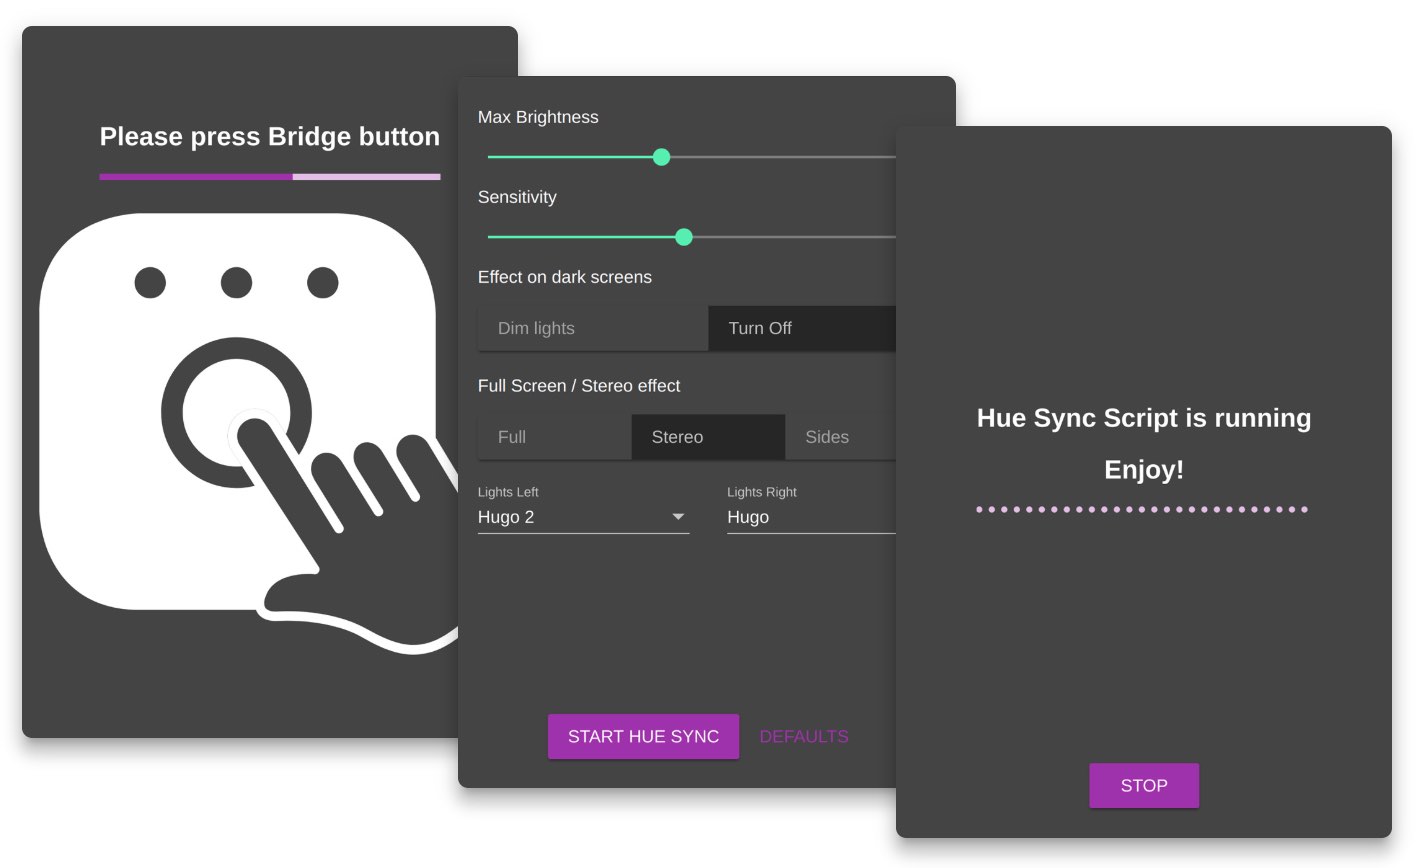 Please press Bridge button
Max Brightness
Sensitivity
Effect on dark screens
Dim lights
Turn Off
Full Screen / Stereo effect
Full
Stereo
Sides
Lights Left
Lights Right
Hugo 2
Hugo
START HUE SYNC
DEFAULTS
Hue Sync Script is running
Enjoy!
STOP